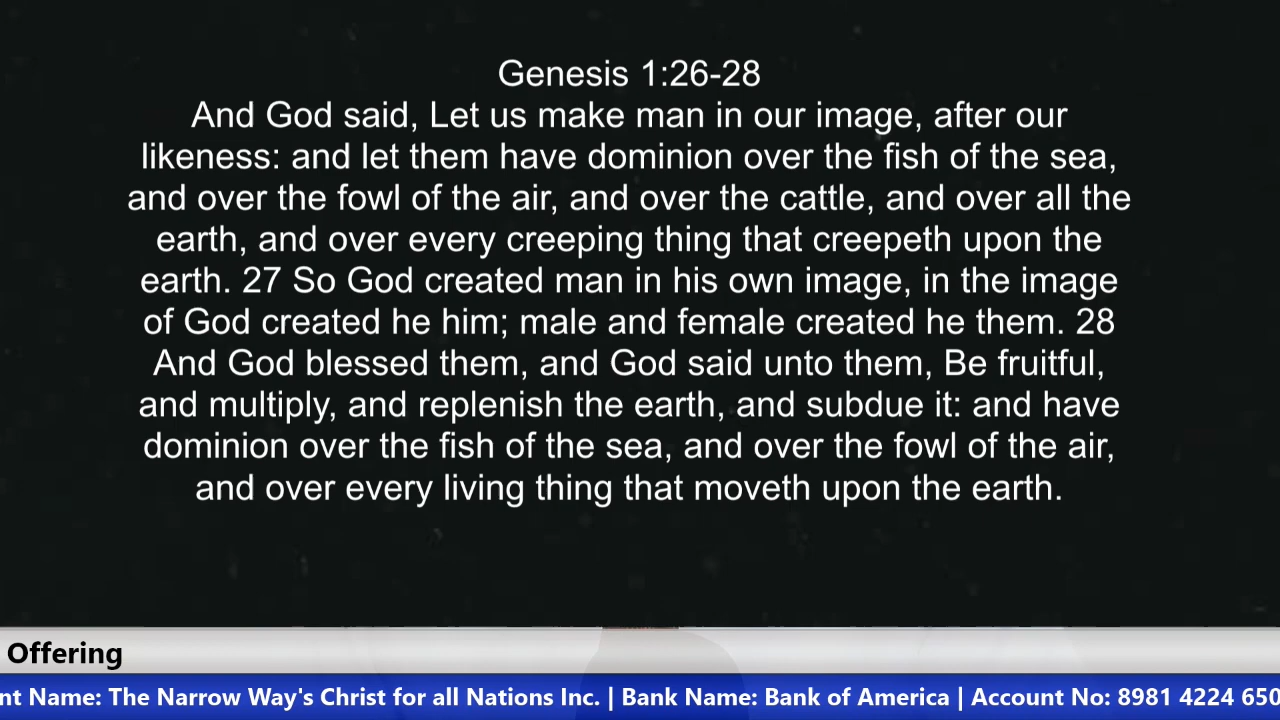 Genesis 1:26-28
And God said, Let us make man in our image, after our
likeness: and let them have dominion over the fish of the sea,
and over the fowl of the air, and over the cattle, and over all the
earth, and over every creeping thing that creepeth upon the
earth. 27 So God created man in his own image, in the image
of God created he him; male and female created he them. 28
And God blessed them, and God said unto them, Be fruitful,
and multiply, and replenish the earth, and subdue it: and have
dominion over the fish of the sea, and over the fowl of the air,
and over every living thing that moveth upon the earth.
Offering
nt Name: The Narrow Way's Christ for all Nations Inc. | Bank Name: Bank of America | Account No: 8981 4224 650